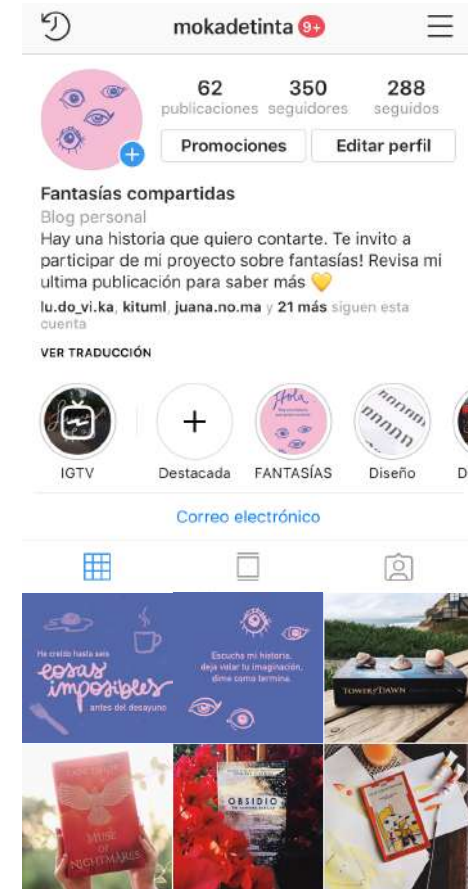 mokadetinta 9+
62 350 288
publicaciones seguidores seguidos
Promociones Editar perfil
Fantasías compartidas
Blog personal
Hay una historia que quiero contarte. Te invito a
participar de mi proyecto sobre fantasías! Revisa mi
ultima publicación para saber más 💛
lu.do_vi.ka, kituml, juana.no.ma y 21 más siguen esta
cuenta
VER TRADUCCIÓN
Hola
nnnnn
nnnn
IGTV Destacada FANTASÍAS Diseño D
Correo electrónico
He creído hasta seis
cosas
imposibles
antes del desayuno
Escucha mi historia,
deja volar tu imaginación,
dime como termina.
TOWER of DAWN
MUSE
OF
NIGHTMARES
OBSIDIO